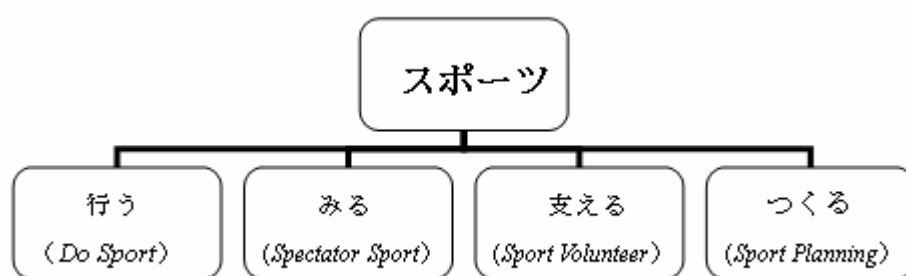 スポーツ
行う
（Do Sport）
みる
(Spectator Sport)
支える
(Sport Volunteer)
つくる
(Sport Planning)